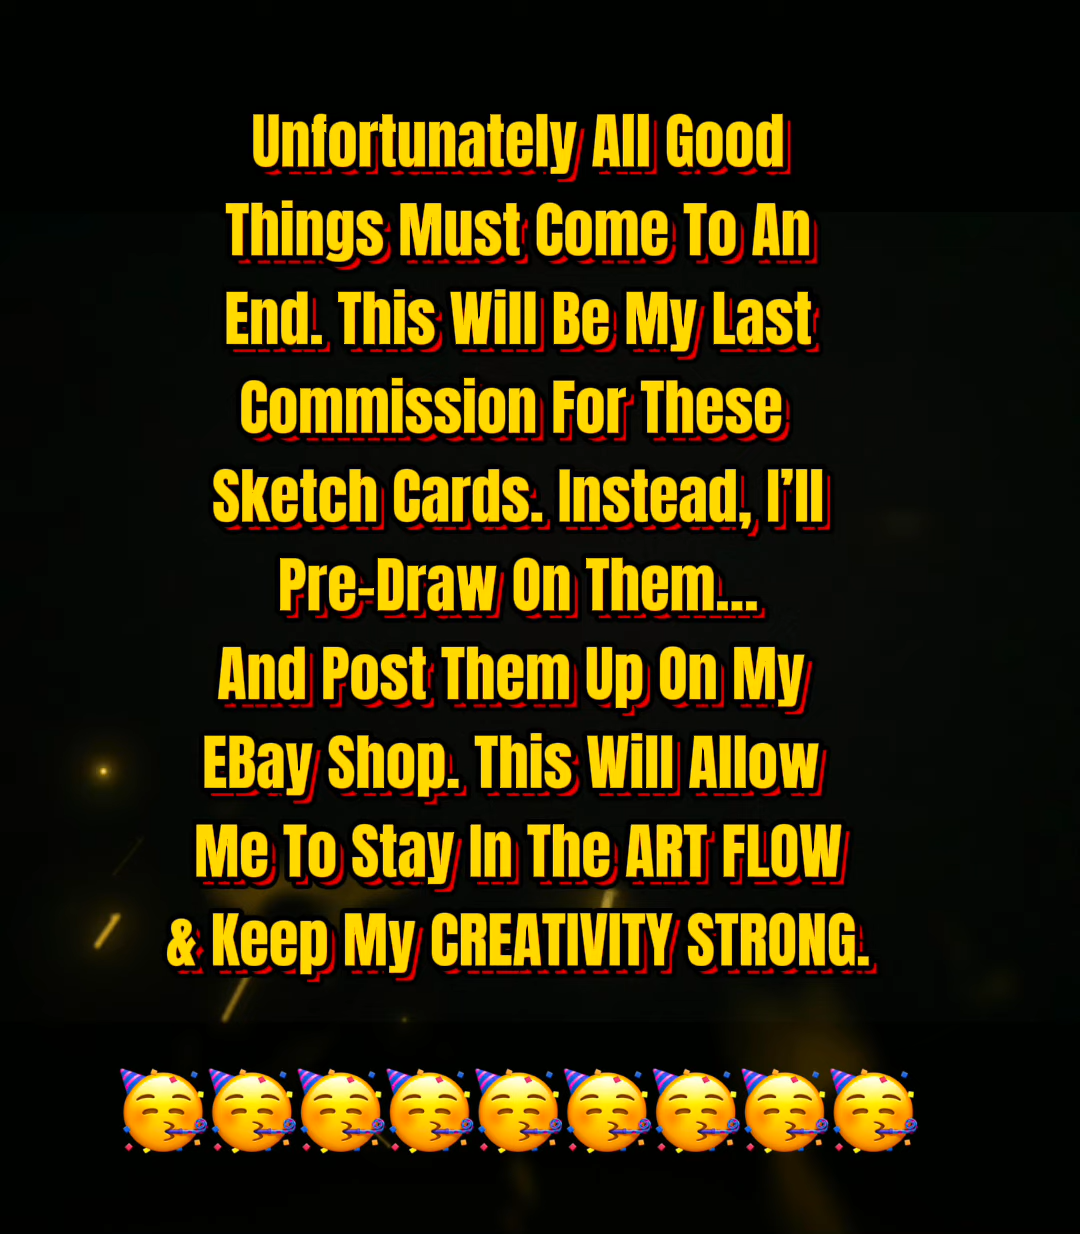 Unfortunately All Good
Things Must Come To An
End. This Will Be My Last
Commission For These
Sketch Cards. Instead, I’ll
Pre-Draw On Them...
And Post Them Up On My
EBay Shop. This Will Allow
Me To Stay In The ART FLOW
& Keep My CREATIVITY STRONG.
🥳🥳🥳🥳🥳🥳🥳🥳🥳